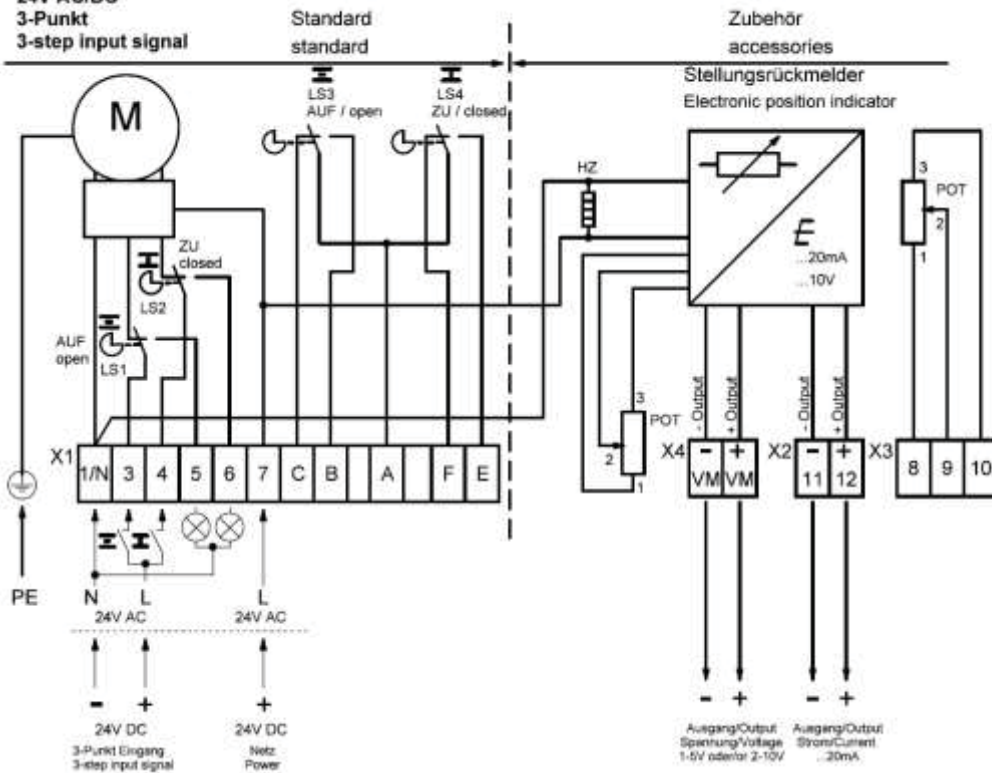 24V AC/DC
3-Punkt
3-step input signal
Standard
standard
Zubehör
accessories
Stellungsrückmelder
Electronic position indicator
LS3
AUF / open
LS4
ZU / closed
M
HZ
3
POT
2
1
E
...20mA
...10V
ZU
closed
LS2
AUF
open
LS1
3
POT
2
1
- Output
+ Output
- Output
+ Output
X1
1/N 3 4 5 6 7 C B A F E
X4
- +
VM VM
X2
- +
11 12
X3
8 9 10
PE
N L L
24V AC 24V AC
- + +
24V DC 24V DC
3-Punkt Eingang
3-step input signal
Netz
Power
- + - +
Ausgang/Output
Spannung/Voltage
1-5V oder/or 2-10V
Ausgang/Output
Strom/Current
...20mA